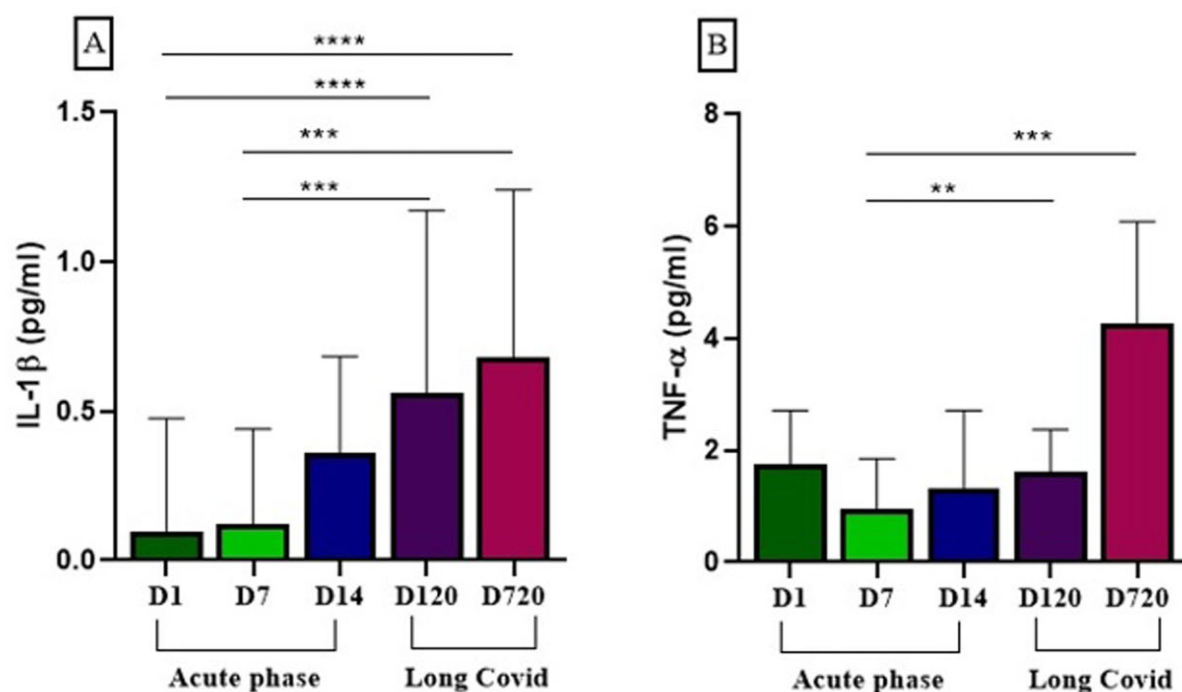 A
****
****
***
***
IL-1β (pg/ml)
1.5
1.0
0.5
0.0
D1 D7 D14 D120 D720
Acute phase Long Covid
B
***
**
TNF-α (pg/ml)
8
6
4
2
0
D1 D7 D14 D120 D720
Acute phase Long Covid